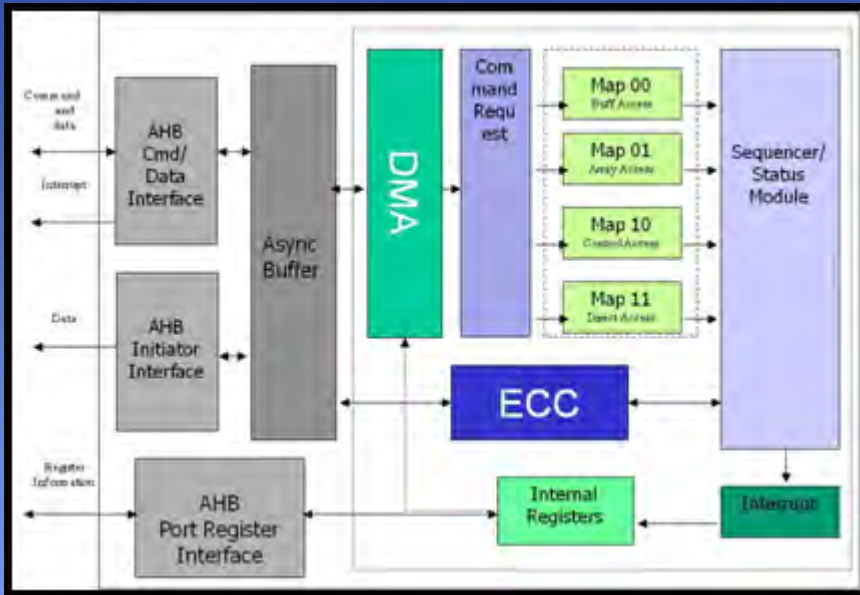 Command
and
data
Interrupt
Data
Register
Information
AHB
Cmd/
Data
Interface
AHB
Initiator
Interface
AHB
Port Register
Interface
Async
Buffer
DMA
Com
mand
Requ
est
Map 00
Buff Access
Map 01
Array Access
Map 10
Control Access
Map 11
Direct Access
Sequencer/
Status
Module
ECC
Internal
Registers
Interrupt